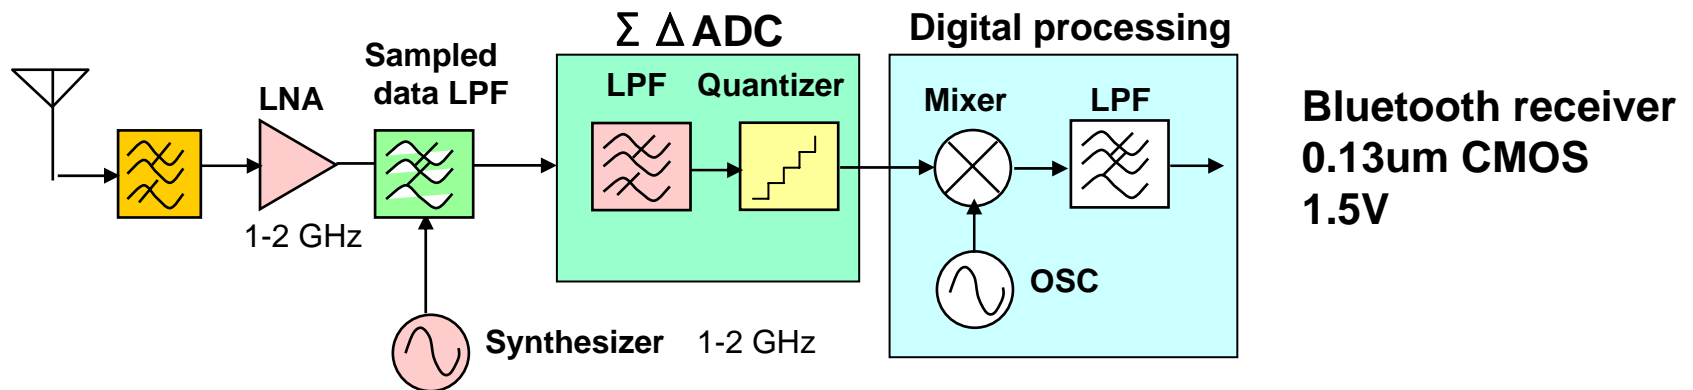 Σ Δ ADC
Digital processing
Sampled
data LPF
LNA
LPF
Quantizer
Mixer
LPF
Bluetooth receiver
0.13um CMOS
1.5V
1-2 GHz
OSC
Synthesizer
1-2 GHz